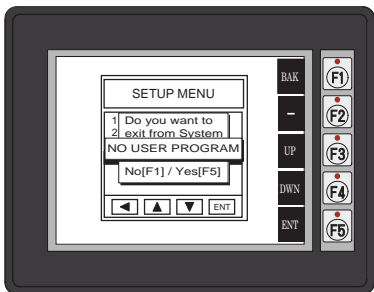 SETUP MENU
1 Do you want to
2 exit from System
NO USER PROGRAM
No[F1] / Yes[F5]
ENT
BAK
–
UP
DWN
ENT
F1
F2
F3
F4
F5